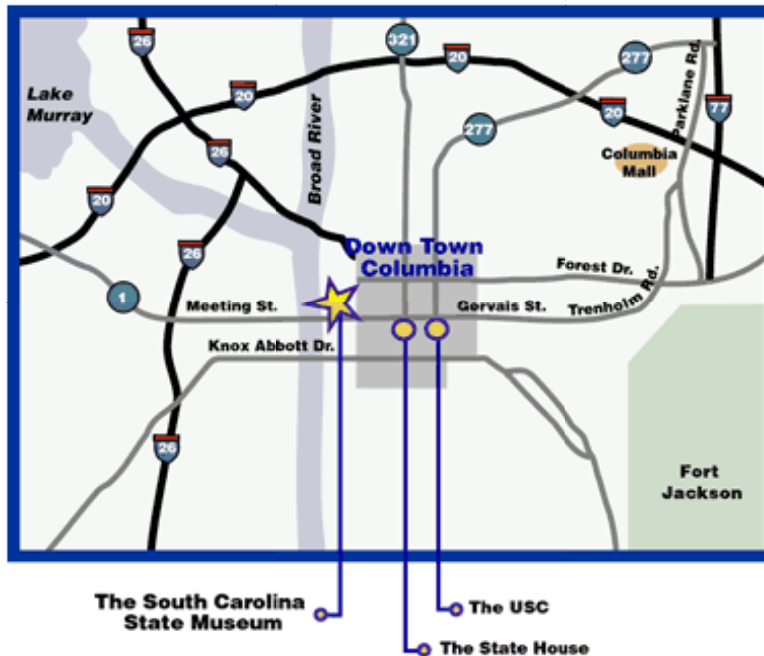 26
321
20
277
Lake
Murray
20
Broad River
Parklane Rd.
77
20
277
26
Columbia
Mall
20
Down Town
Columbia
26
Forest Dr.
1
Meeting St.
Gervais St.
Trenholm Rd.
Knox Abbott Dr.
26
Fort
Jackson
The South Carolina
State Museum
The USC
The State House